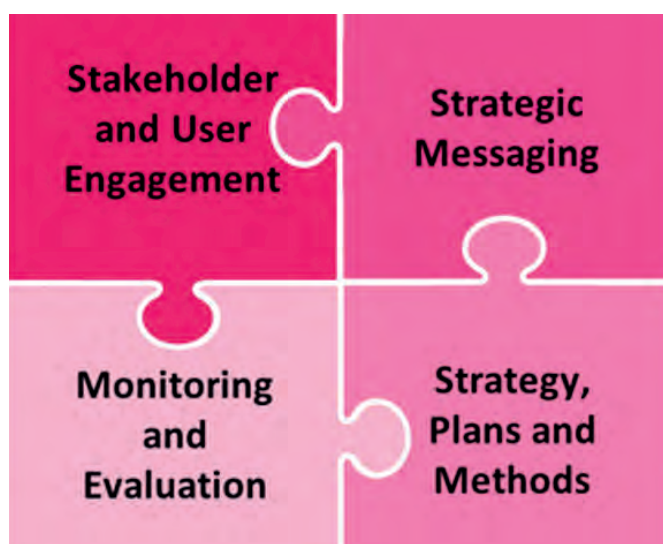 Stakeholder
and User
Engagement
Strategic
Messaging
Monitoring
and
Evaluation
Strategy,
Plans and
Methods